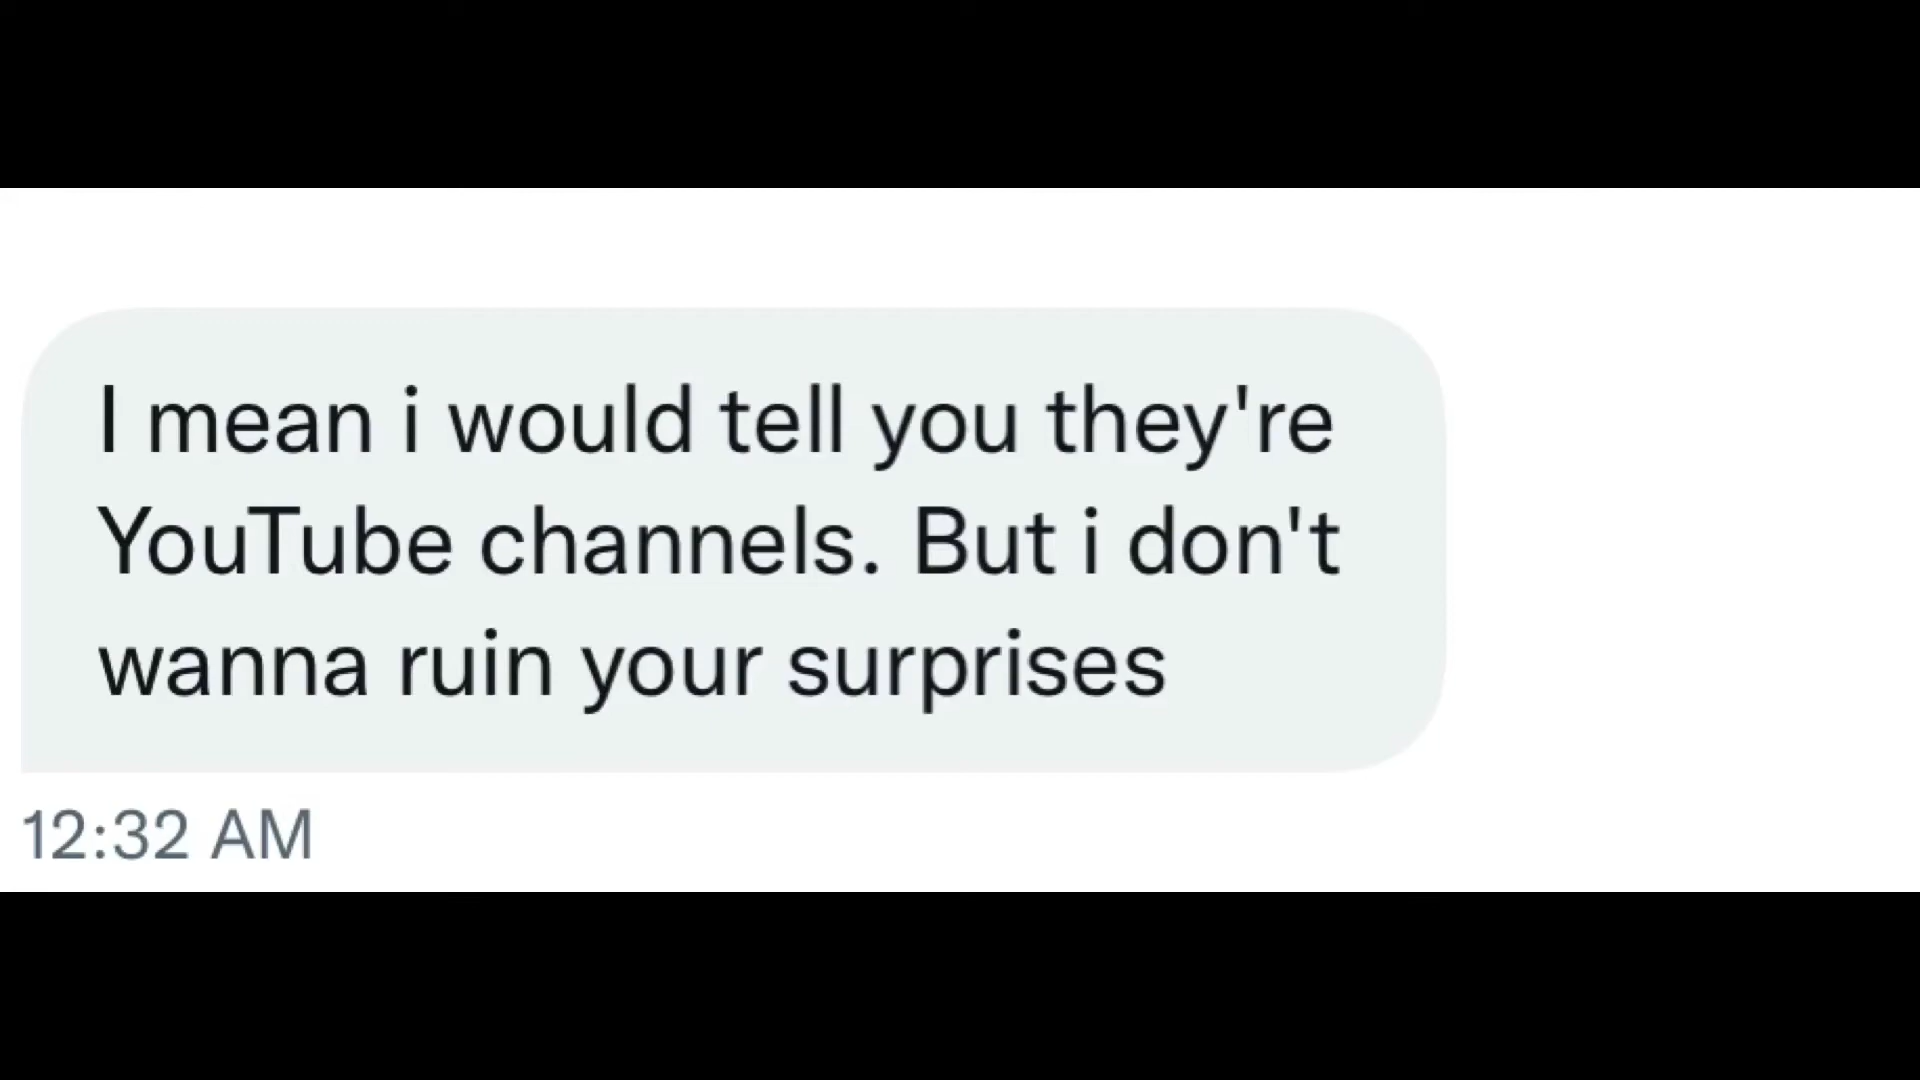 I mean i would tell you they're
YouTube channels. But i don't
wanna ruin your surprises
12:32 AM